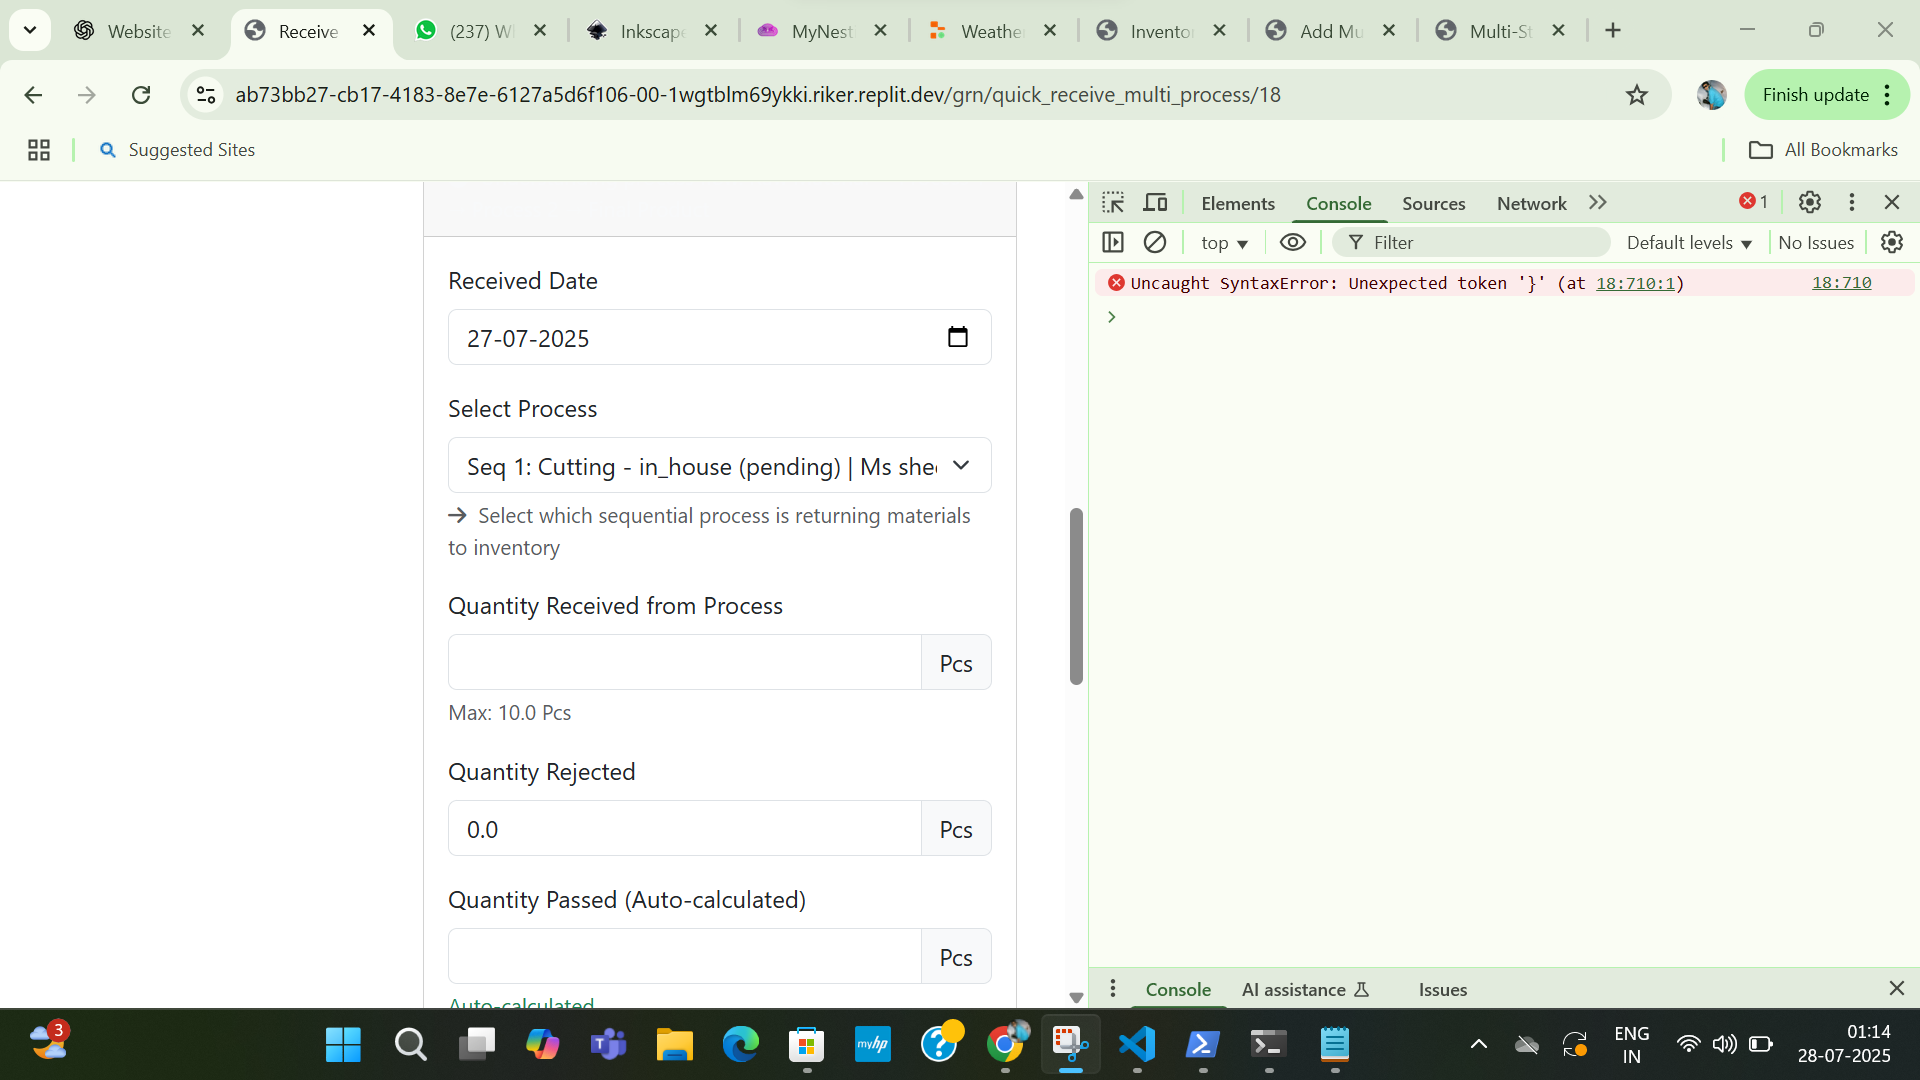 Website
Receive
(237) W
Inkscape
MyNest
Weather
Invento
Add Mu
Multi-St
ab73bb27-cb17-4183-8e7e-6127a5d6f106-00-1wgtblm69ykki.riker.replit.dev/grn/quick_receive_multi_process/18
Finish update
Suggested Sites
All Bookmarks
Received Date
27-07-2025
Select Process
Seq 1: Cutting - in_house (pending) | Ms shee
→ Select which sequential process is returning materials
to inventory
Quantity Received from Process
Pcs
Max: 10.0 Pcs
Quantity Rejected
0.0
Pcs
Quantity Passed (Auto-calculated)
Pcs
Auto-calculated
Elements
Console
Sources
Network
1
top
Filter
Default levels
No Issues
Uncaught SyntaxError: Unexpected token '}' (at 18:710:1)
18:710
Console
AI assistance
Issues
3
myhp
ENG
IN
01:14
28-07-2025